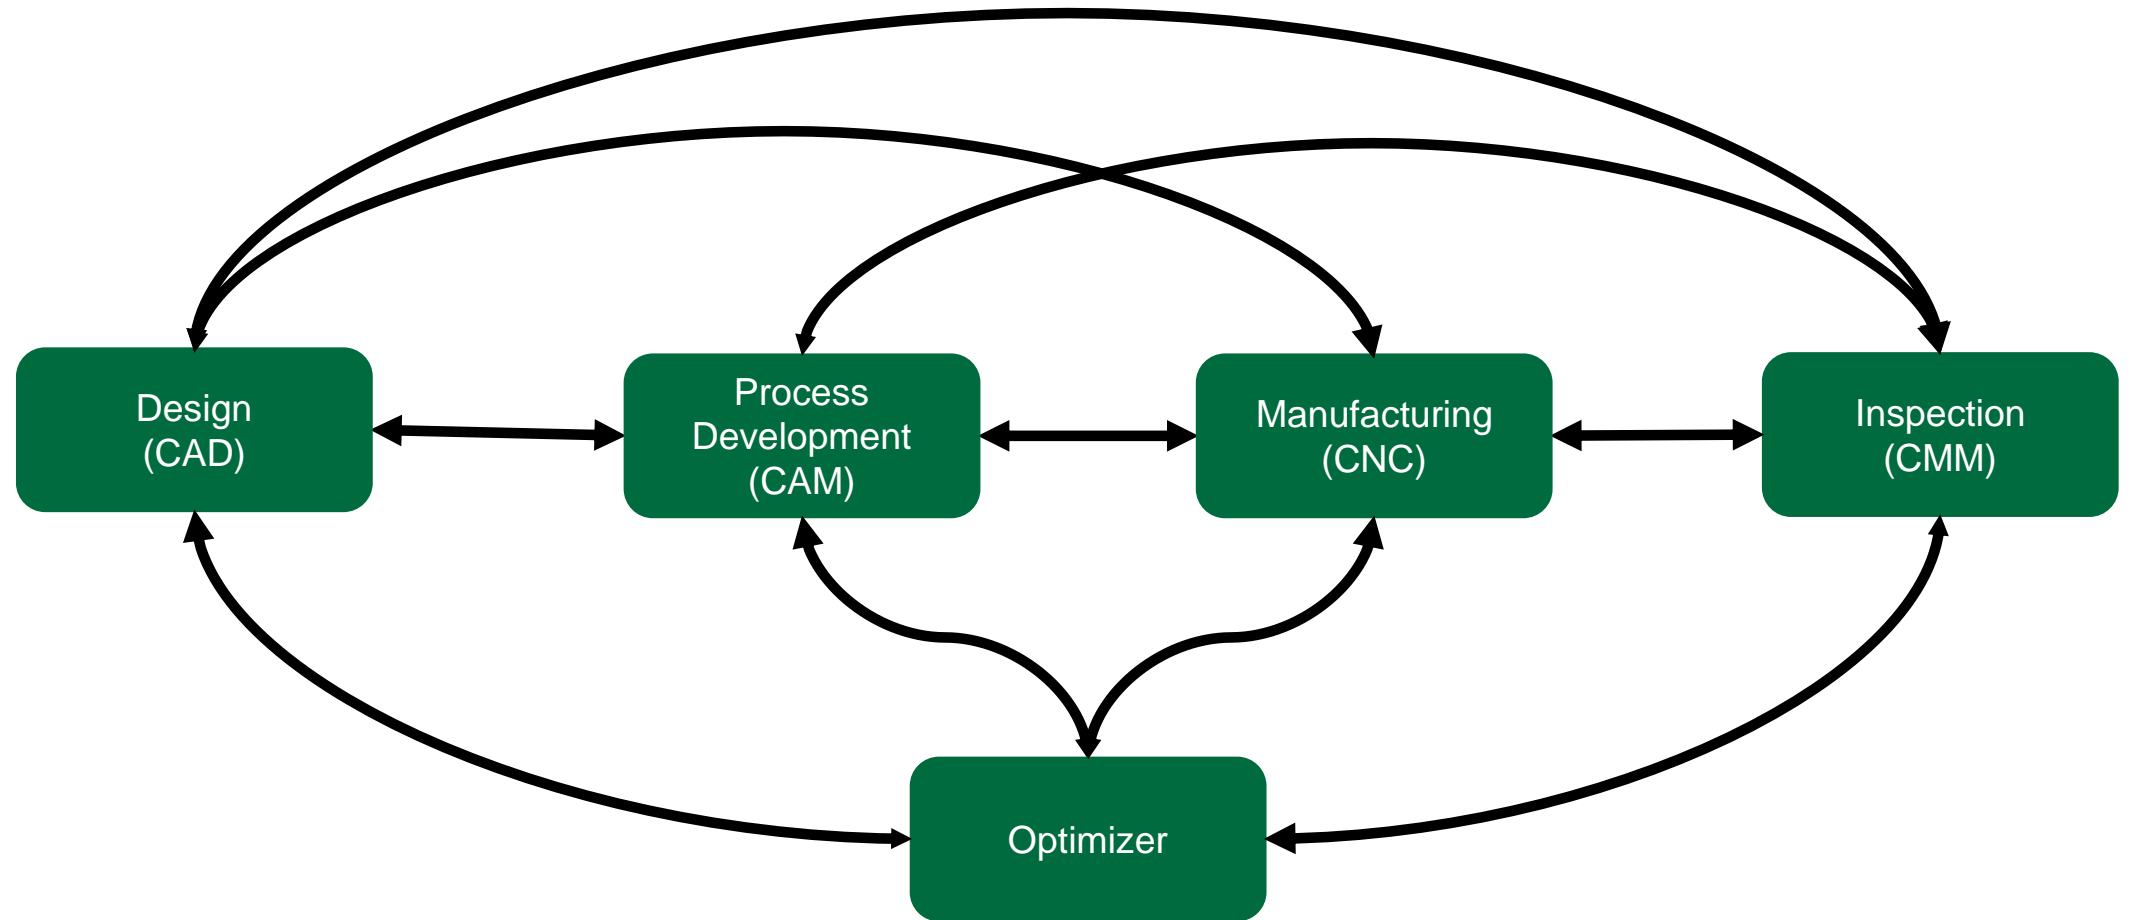 Design
(CAD)
Process
Development
(CAM)
Manufacturing
(CNC)
Inspection
(CMM)
Optimizer